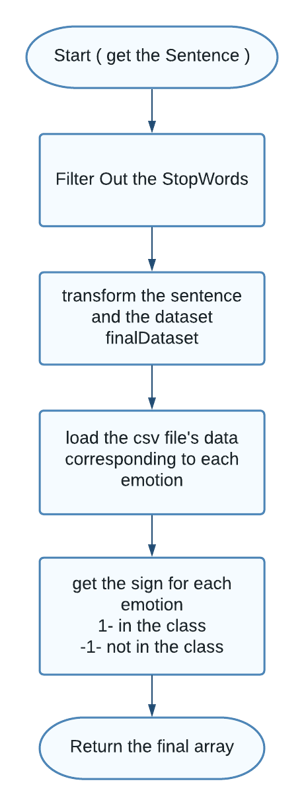 Start ( get the Sentence )
Filter Out the StopWords
transform the sentence
and the dataset
finalDataset
load the csv file's data
corresponding to each
emotion
get the sign for each
emotion
1- in the class
-1- not in the class
Return the final array